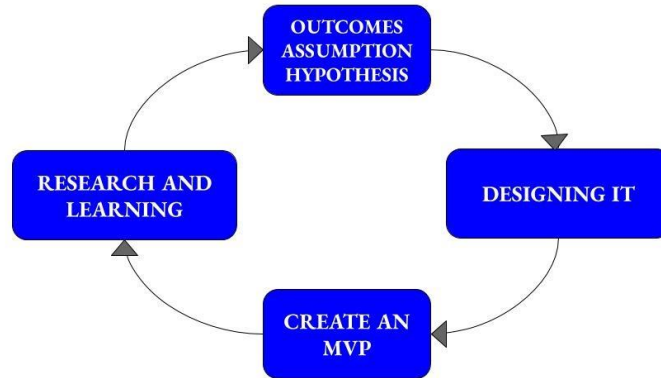 OUTCOMES
ASSUMPTION
HYPOTHESIS
RESEARCH AND
LEARNING
DESIGNING IT
CREATE AN
MVP